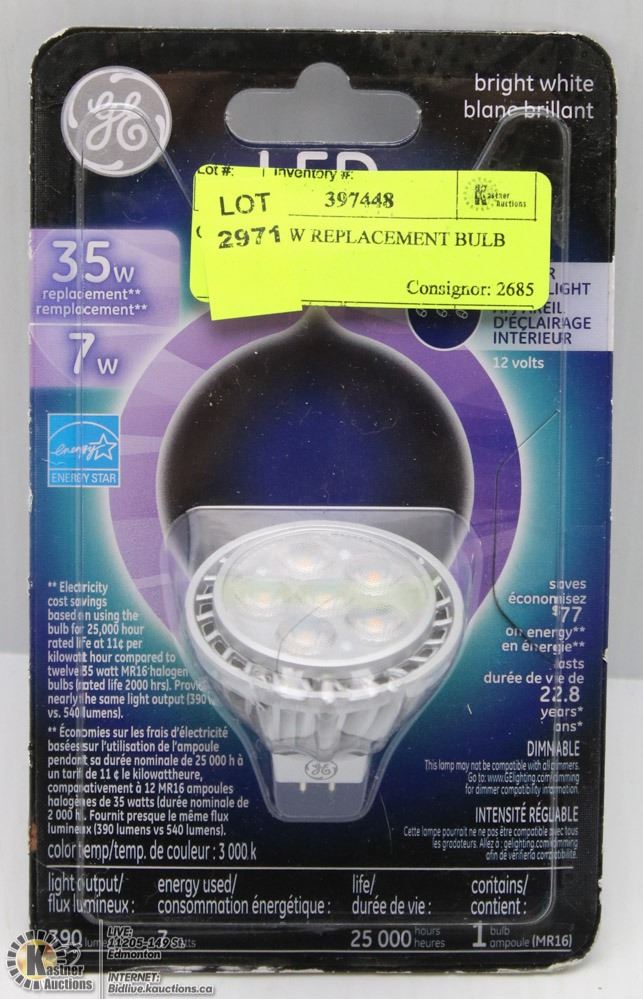 bright white
blanc brillant
LED
Lot #: Inventory #:
LOT 397448
Kastner
Auctions
2971 W REPLACEMENT BULB
Consignor: 2685
35w
replacement**
remplacement**
7w
LIGHT
D'ÉCLAIRAGE
INTÉRIEUR
12 volts
energy
ENERGY STAR
** Electricity
cost savings
based on using the
bulb for 25,000 hour
rated life at 11¢ per
kilowatt hour compared to
twelve 35 watt MR16 halogen
bulbs (rated life 2000 hrs). Provides
nearly the same light output (390
vs. 540 lumens).
** Économies sur les frais d'électricité
basées sur l'utilisation de l'ampoule
pendant sa durée nominale de 25 000 h à
un tarif de 11 ¢ le kilowattheure,
comparativement à 12 MR16 ampoules
halogènes de 35 watts (durée nominale de
2 000 h). Fournit presque le même flux
lumineux (390 lumens vs 540 lumens).
color temp/temp. de couleur : 3 000 k
saves
économisez
$77
on energy**
en énergie**
lasts
durée de vie de
22.8
years*
ans*
DIMMABLE
This lamp may not be compatible with all dimmers.
Go to: www.GElighting.com/dimming
for dimmer compatibility information.
INTENSITÉ RÉGLABLE
Cette lampe pourrait ne pas être compatible avec tous
les gradateurs. Allez à : gelighting.com/dimming
afin de vérifier la compatibilité.
GE
light output/
flux lumineux :
390 lume
energy used/
consommation énergétique :
7 watts
life/
durée de vie :
25 000 hours
heures
contains/
contient :
1 bulb
ampoule (MR16)
Kastner
Auctions
LIVE:
11205-149 St.
Edmonton
INTERNET:
Bidlive.kauctions.ca